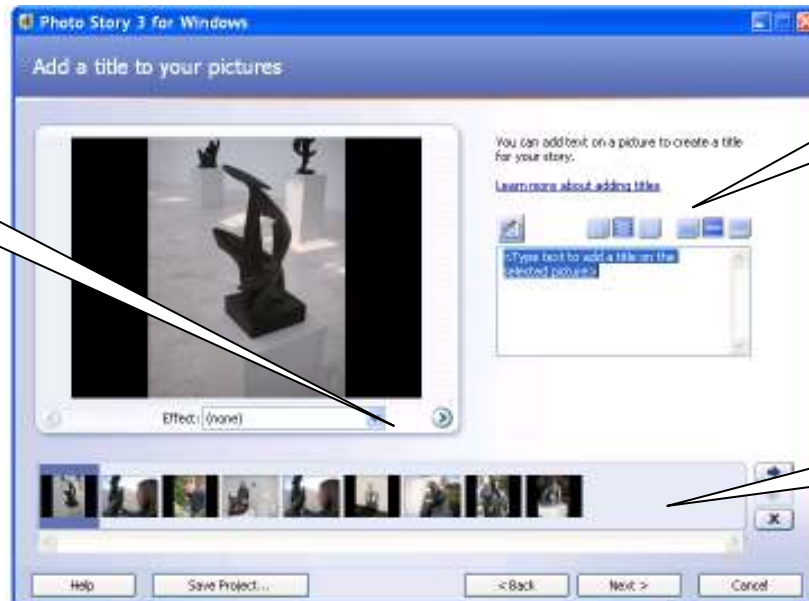 Photo Story 3 for Windows
Add a title to your pictures
You can add text on a picture to create a title
for your story.
Learn more about adding titles
<Type text to add a title on the
selected picture>
Effect: (none)
Help
Save Project...
< Back
Next >
Cancel